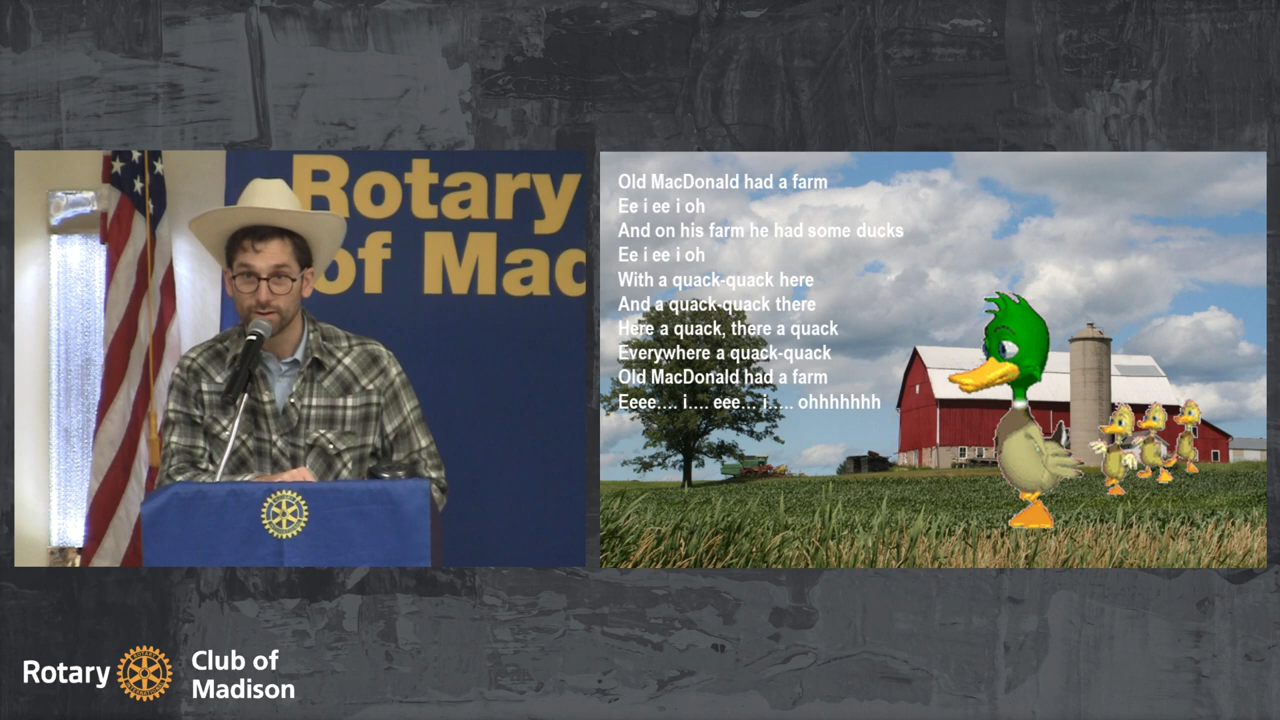 Rotary
of Mad
Old MacDonald had a farm
Ee i ee i oh
And on his farm he had some ducks
Ee i ee i oh
With a quack-quack here
And a quack-quack there
Here a quack, there a quack
Everywhere a quack-quack
Old MacDonald had a farm
Eeee.... i.... eee... i..... ohhhhhhh
Rotary
Club of
Madison